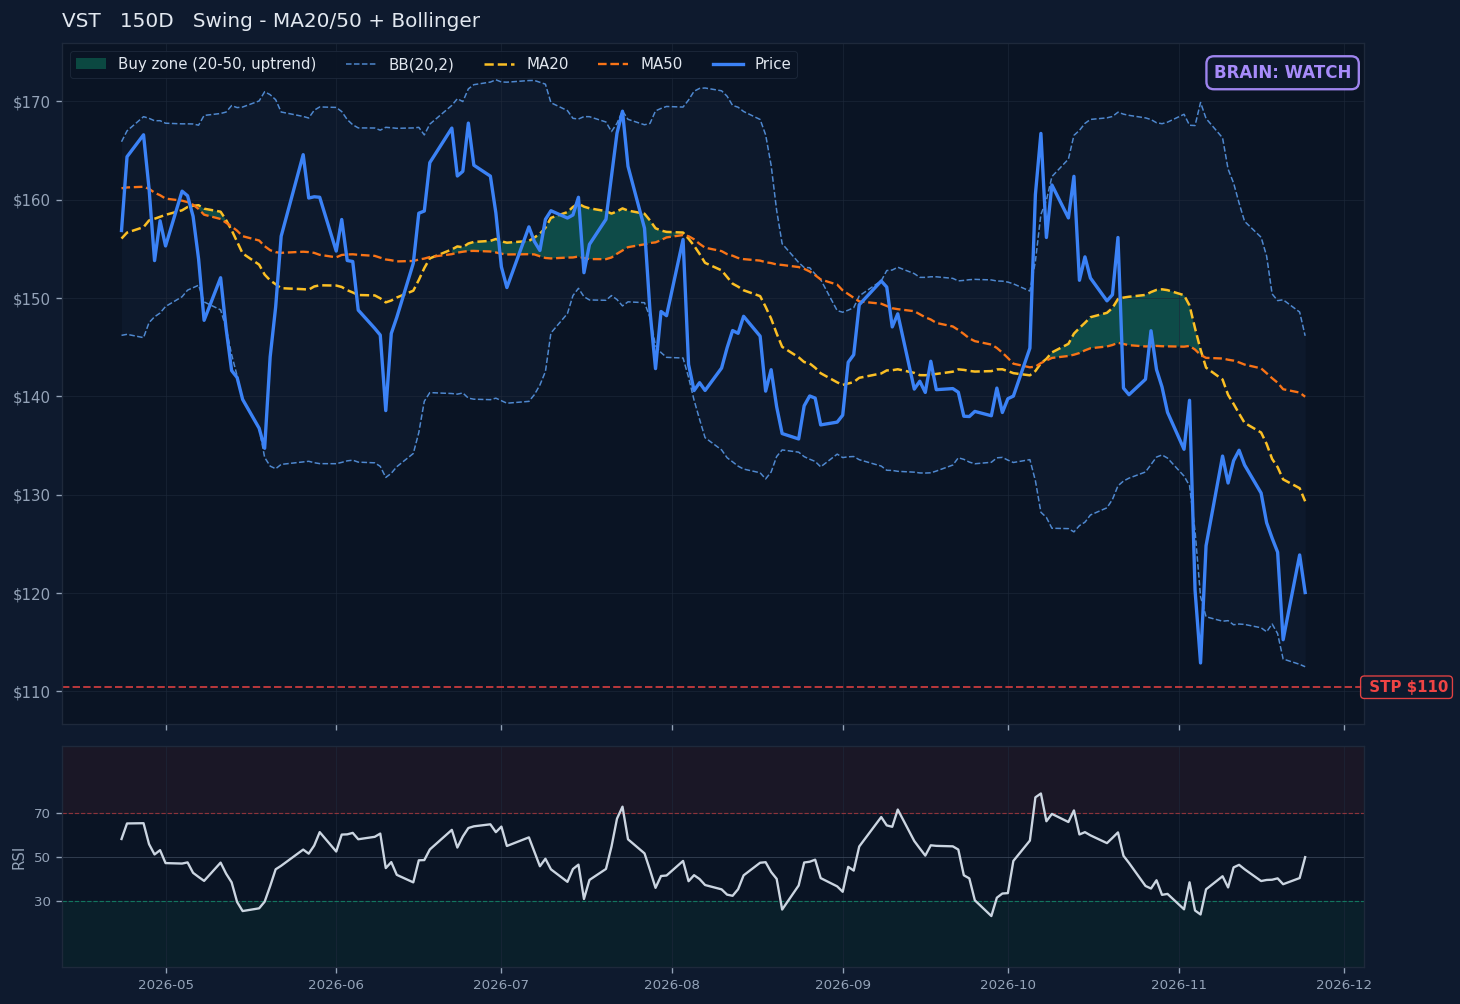 VST   150D   Swing - MA20/50 + Bollinger
Buy zone (20-50, uptrend)   BB(20,2)   MA20   MA50   Price
BRAIN: WATCH
$170
$160
$150
$140
$130
$120
$110
STP $110
70
50
30
RSI
2026-05   2026-06   2026-07   2026-08   2026-09   2026-10   2026-11   2026-12